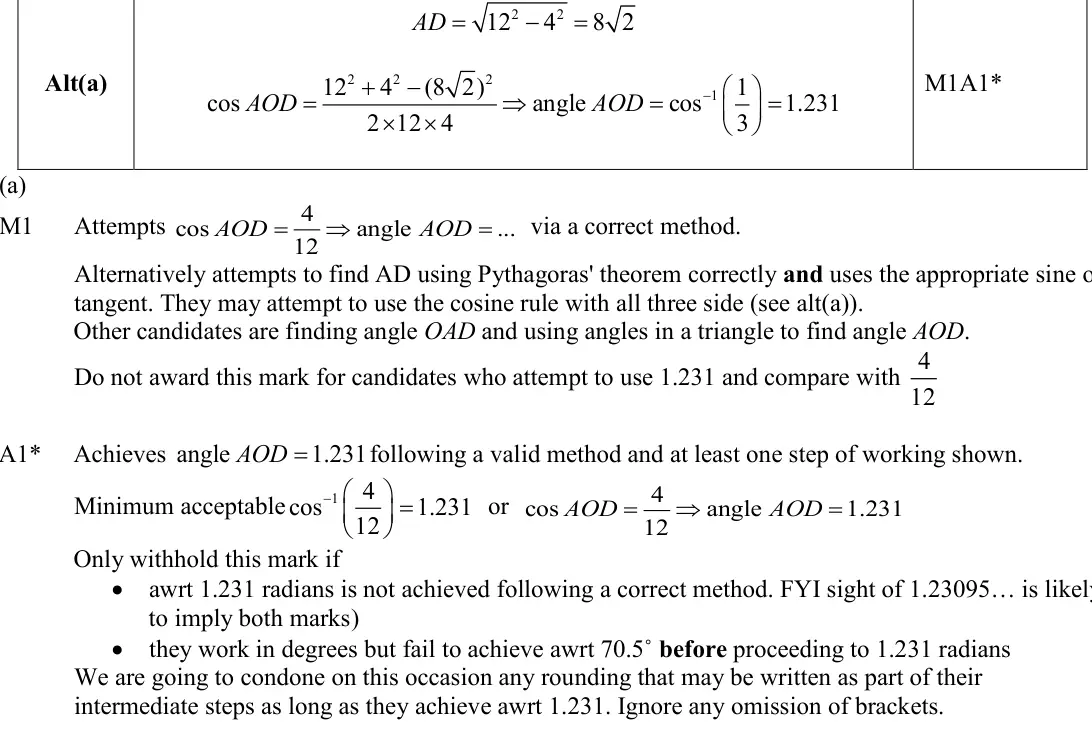 AD = √(12² − 4²) = 8√2
Alt(a) cos AOD = (12² + 4² − (8√2)²)/(2×12×4) ⇒ angle AOD = cos⁻¹(1/3) = 1.231 M1A1*
(a)
M1 Attempts cos AOD = 4/12 ⇒ angle AOD = ... via a correct method.
Alternatively attempts to find AD using Pythagoras' theorem correctly and uses the appropriate sine o
tangent. They may attempt to use the cosine rule with all three side (see alt(a)).
Other candidates are finding angle OAD and using angles in a triangle to find angle AOD.
Do not award this mark for candidates who attempt to use 1.231 and compare with 4/12
A1* Achieves angle AOD = 1.231 following a valid method and at least one step of working shown.
Minimum acceptable cos⁻¹(4/12) = 1.231 or cos AOD = 4/12 ⇒ angle AOD = 1.231
Only withhold this mark if
• awrt 1.231 radians is not achieved following a correct method. FYI sight of 1.23095… is likely
to imply both marks)
• they work in degrees but fail to achieve awrt 70.5˚ before proceeding to 1.231 radians
We are going to condone on this occasion any rounding that may be written as part of their
intermediate steps as long as they achieve awrt 1.231. Ignore any omission of brackets.